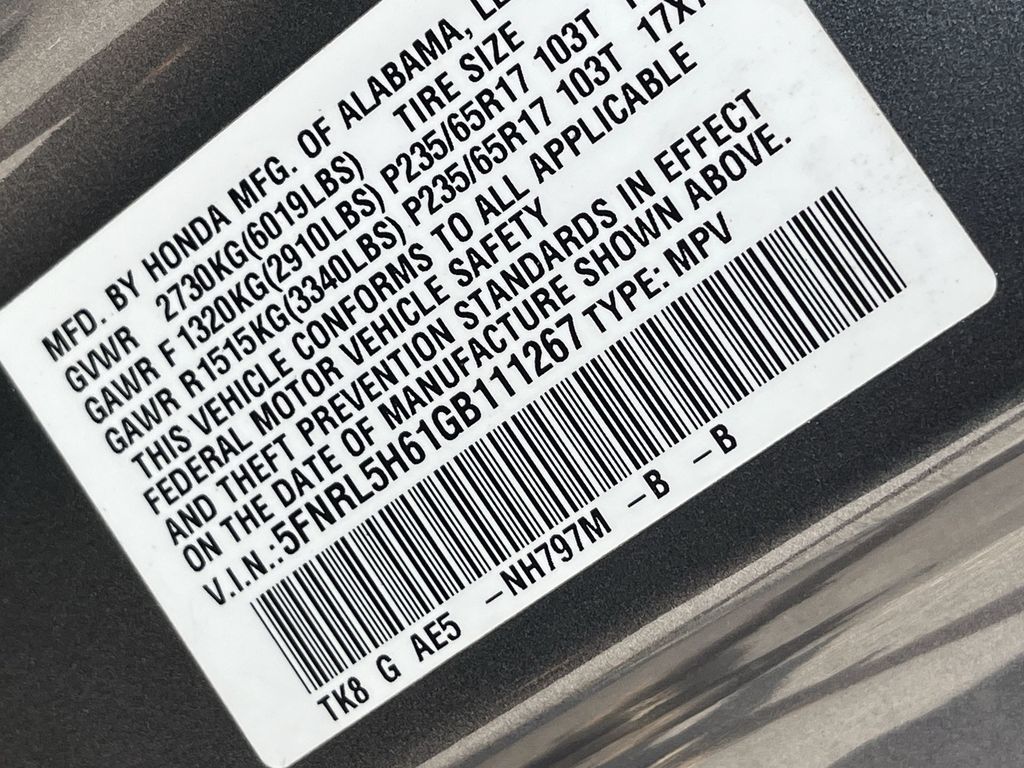 MFD. BY HONDA MFG. OF ALABAMA,
GVWR 2730KG(6019LBS) TIRE SIZE
GAWR F 1320KG(2910LBS) P235/65R17 103T
GAWR R1515KG(3340LBS) P235/65R17 103T 17X7
THIS VEHICLE CONFORMS TO ALL APPLICABLE
FEDERAL MOTOR VEHICLE SAFETY
AND THEFT PREVENTION STANDARDS IN EFFECT
ON THE DATE OF MANUFACTURE SHOWN ABOVE.
V.I.N.:5FNRL5H61GB111267 TYPE: MPV
TK8 G AE5 –NH797M –B –B